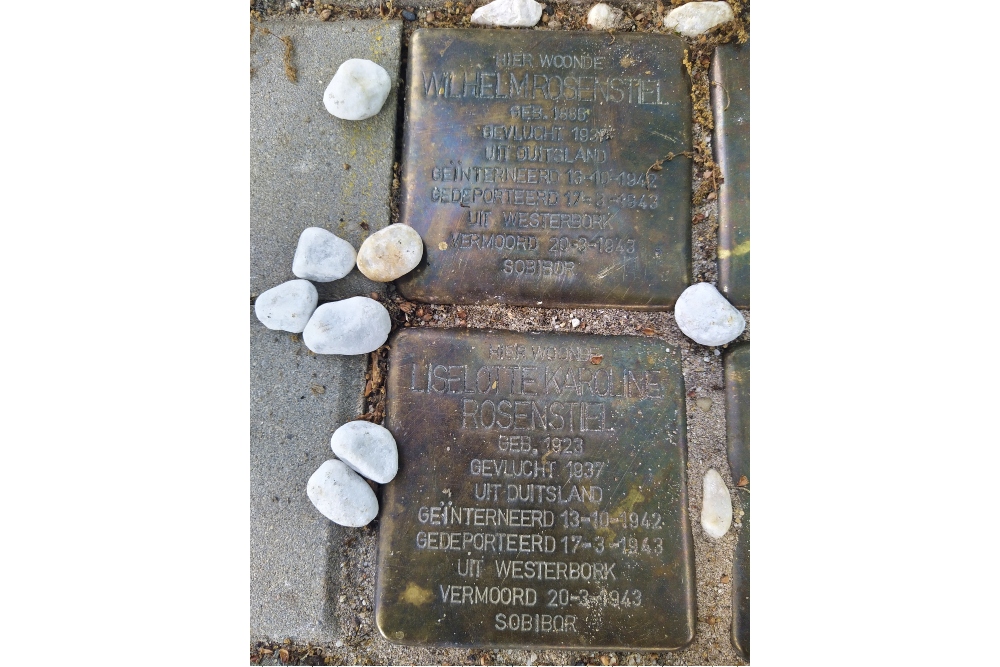 HIER WOONDE
WILHELM ROSENSTIEL
GEB.
GEVLUCHT 1937
UIT DUITSLAND
GEÏNTERNEERD 13-10-1942
GEDEPORTEERD 17-3-1943
UIT WESTERBORK
VERMOORD 20-3-1943
SOBIBOR
HIER WOONDE
LISELOTTE KAROLINE
ROSENSTIEL
GEB. 1923
GEVLUCHT 1937
UIT DUITSLAND
GEÏNTERNEERD 13-10-1942
GEDEPORTEERD 17-3-1943
UIT WESTERBORK
VERMOORD 20-3-1943
SOBIBOR